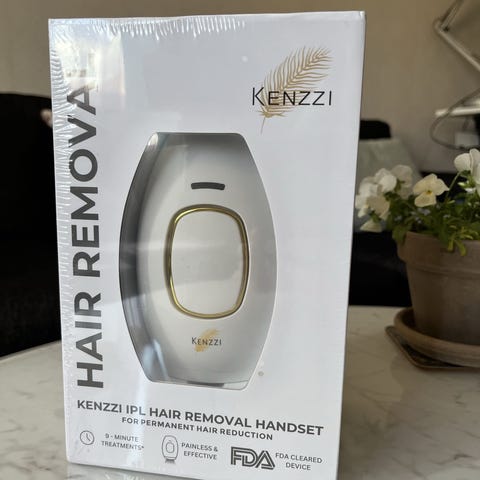 KENZZI
HAIR REMOVAL
KENZZI
KENZZI IPL HAIR REMOVAL HANDSET
FOR PERMANENT HAIR REDUCTION
9 - MINUTE
TREATMENTS*
PAINLESS &
EFFECTIVE
FDA
FDA CLEARED
DEVICE